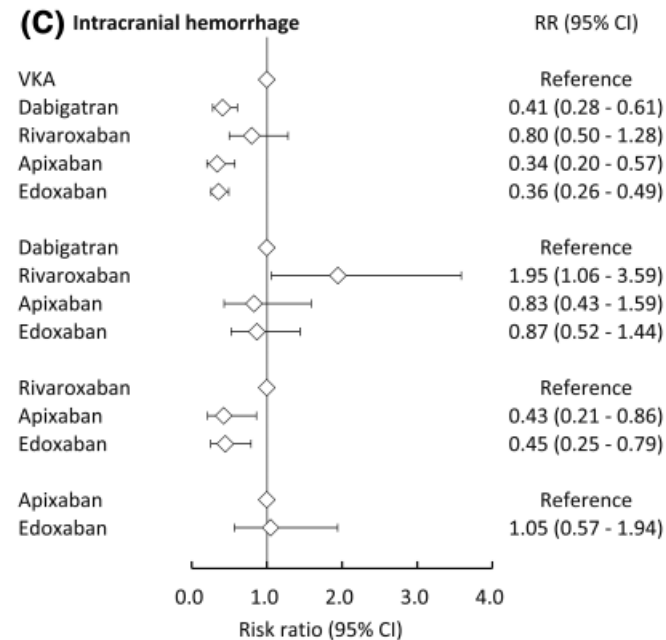 (C) Intracranial hemorrhage RR (95% CI)
VKA Reference
Dabigatran 0.41 (0.28 - 0.61)
Rivaroxaban 0.80 (0.50 - 1.28)
Apixaban 0.34 (0.20 - 0.57)
Edoxaban 0.36 (0.26 - 0.49)
Dabigatran Reference
Rivaroxaban 1.95 (1.06 - 3.59)
Apixaban 0.83 (0.43 - 1.59)
Edoxaban 0.87 (0.52 - 1.44)
Rivaroxaban Reference
Apixaban 0.43 (0.21 - 0.86)
Edoxaban 0.45 (0.25 - 0.79)
Apixaban Reference
Edoxaban 1.05 (0.57 - 1.94)
0.0 1.0 2.0 3.0 4.0
Risk ratio (95% CI)